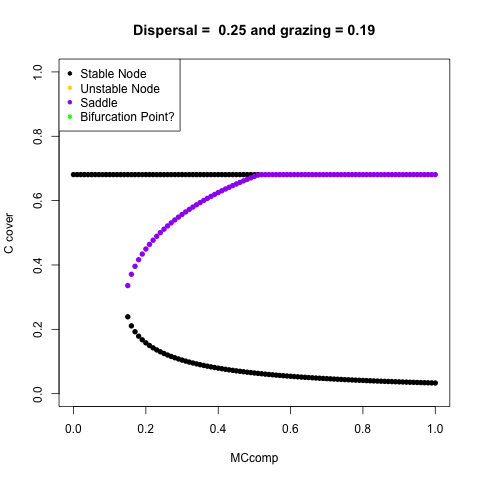 Dispersal =  0.25 and grazing = 0.19
Stable Node
Unstable Node
Saddle
Bifurcation Point?
C cover
1.0
0.8
0.6
0.4
0.2
0.0
0.0 0.2 0.4 0.6 0.8 1.0
MCcomp